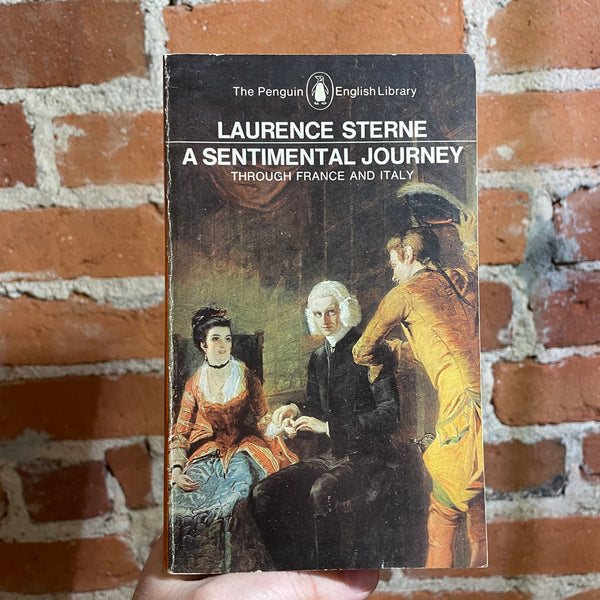 The Penguin English Library
LAURENCE STERNE
A SENTIMENTAL JOURNEY
THROUGH FRANCE AND ITALY